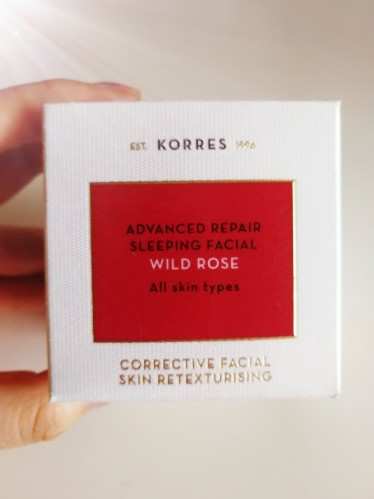 EST. KORRES 1996
ADVANCED REPAIR
SLEEPING FACIAL
WILD ROSE
All skin types
CORRECTIVE FACIAL
SKIN RETEXTURISING